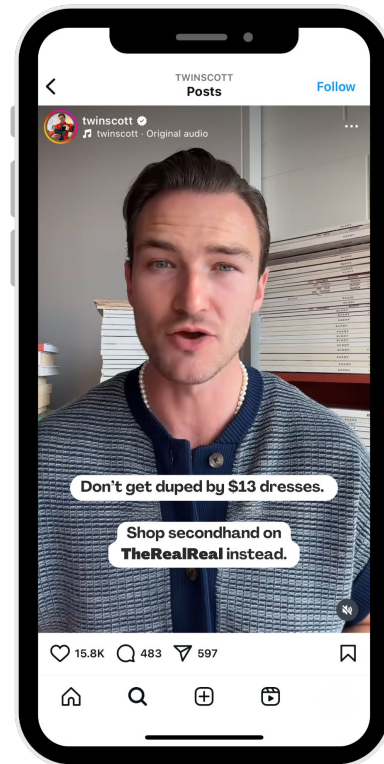 TWINSCOTT
Posts
Follow
twinscott
twinscott · Original audio
Don't get duped by $13 dresses.
Shop secondhand on
TheRealReal instead.
15.8K
483
597